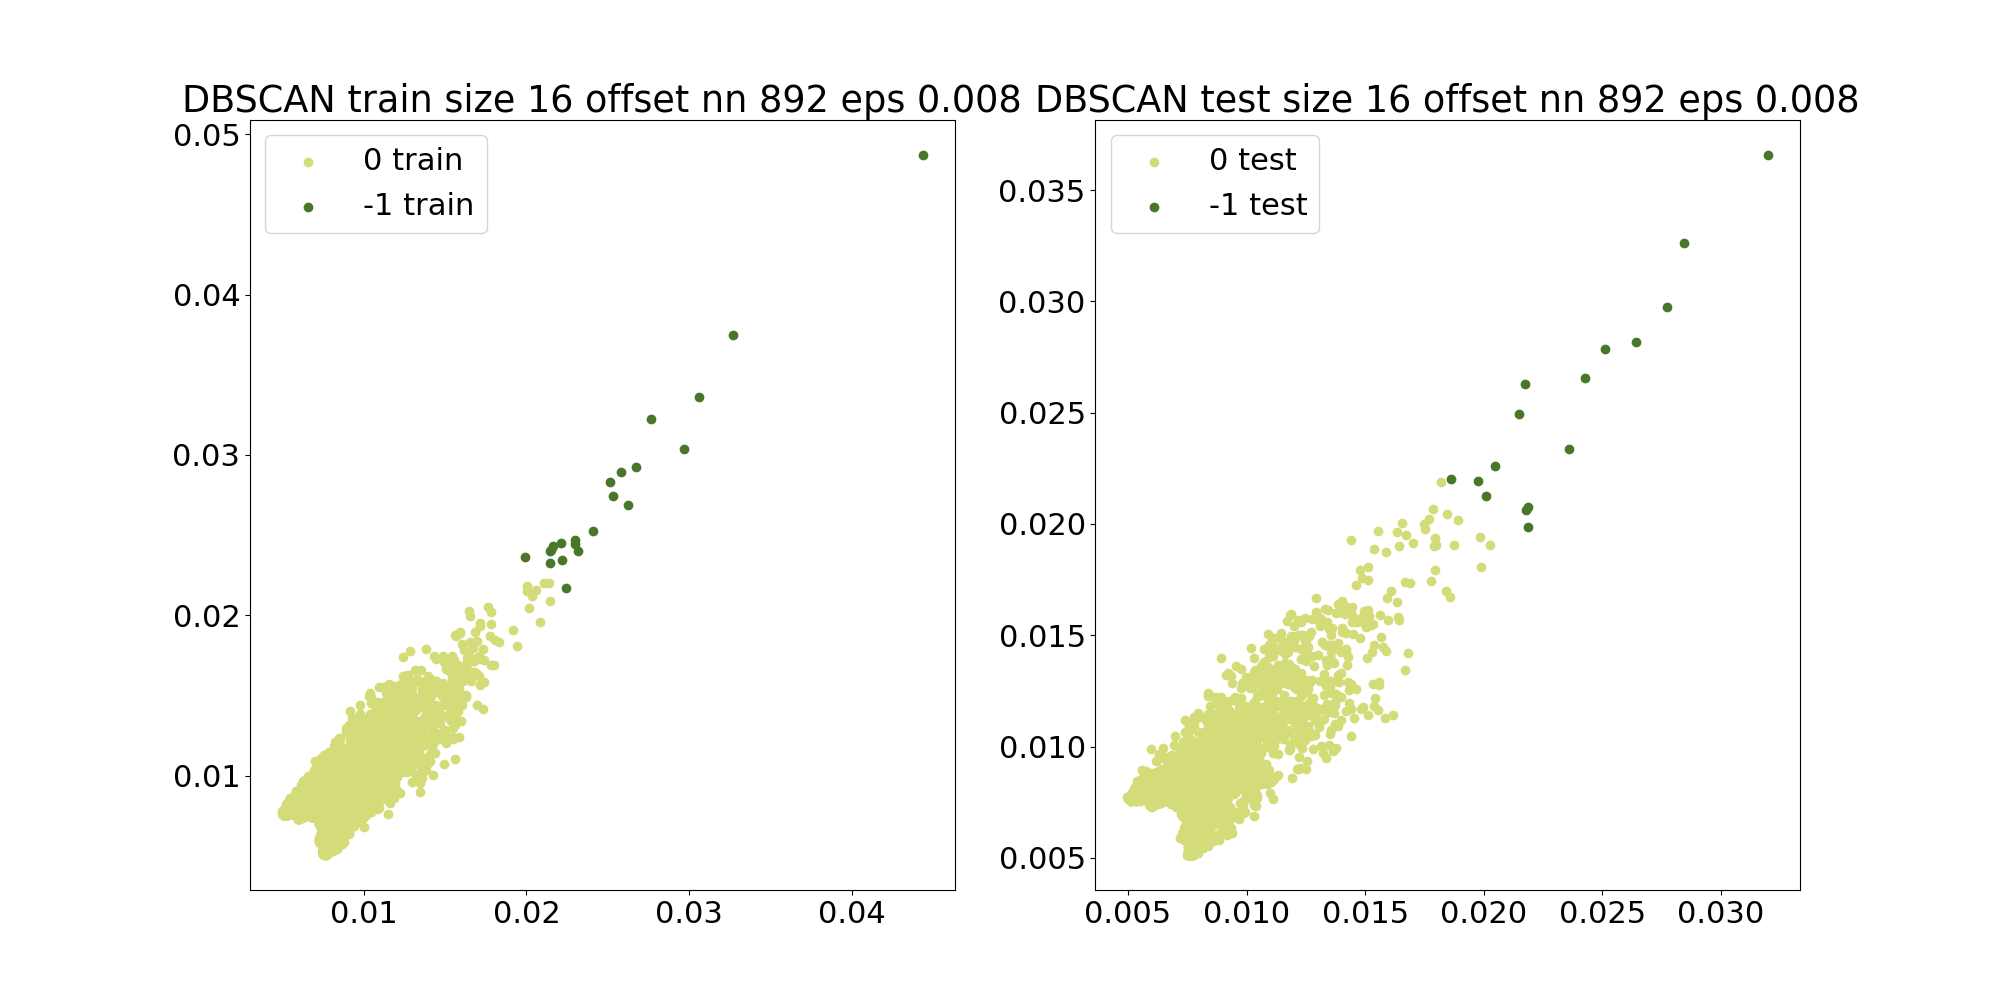 DBSCAN train size 16 offset nn 892 eps 0.008
0 train
-1 train
0.05
0.04
0.03
0.02
0.01
0.01 0.02 0.03 0.04
DBSCAN test size 16 offset nn 892 eps 0.008
0 test
-1 test
0.035
0.030
0.025
0.020
0.015
0.010
0.005
0.005 0.010 0.015 0.020 0.025 0.030